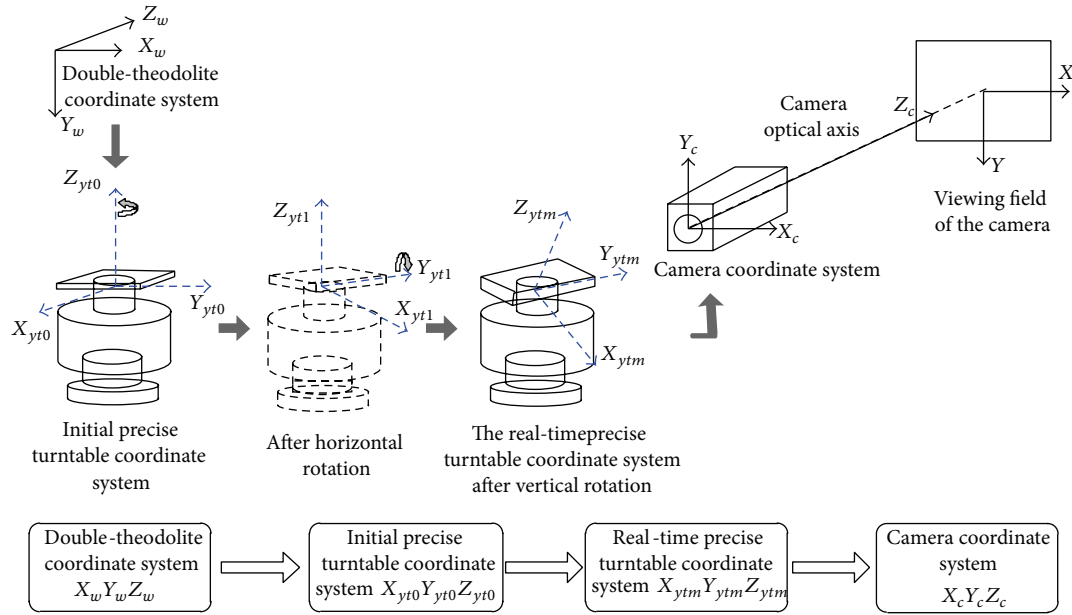 Z_w
X_w
Double-theodolite
coordinate system
Y_w
Z_yt0
Y_yt0
X_yt0
Initial precise
turntable coordinate
system
Z_yt1
Y_yt1
X_yt1
After horizontal
rotation
Z_ytm
Y_ytm
X_ytm
The real-timeprecise
turntable coordinate system
after vertical rotation
Y_c
X_c
Camera coordinate system
Camera
optical axis
Z_c
X
Y
Viewing field
of the camera
Double-theodolite
coordinate system
X_wY_wZ_w
Initial precise
turntable coordinate
system X_yt0Y_yt0Z_yt0
Real-time precise
turntable coordinate
system X_ytmY_ytmZ_ytm
Camera coordinate
system
X_cY_cZ_c